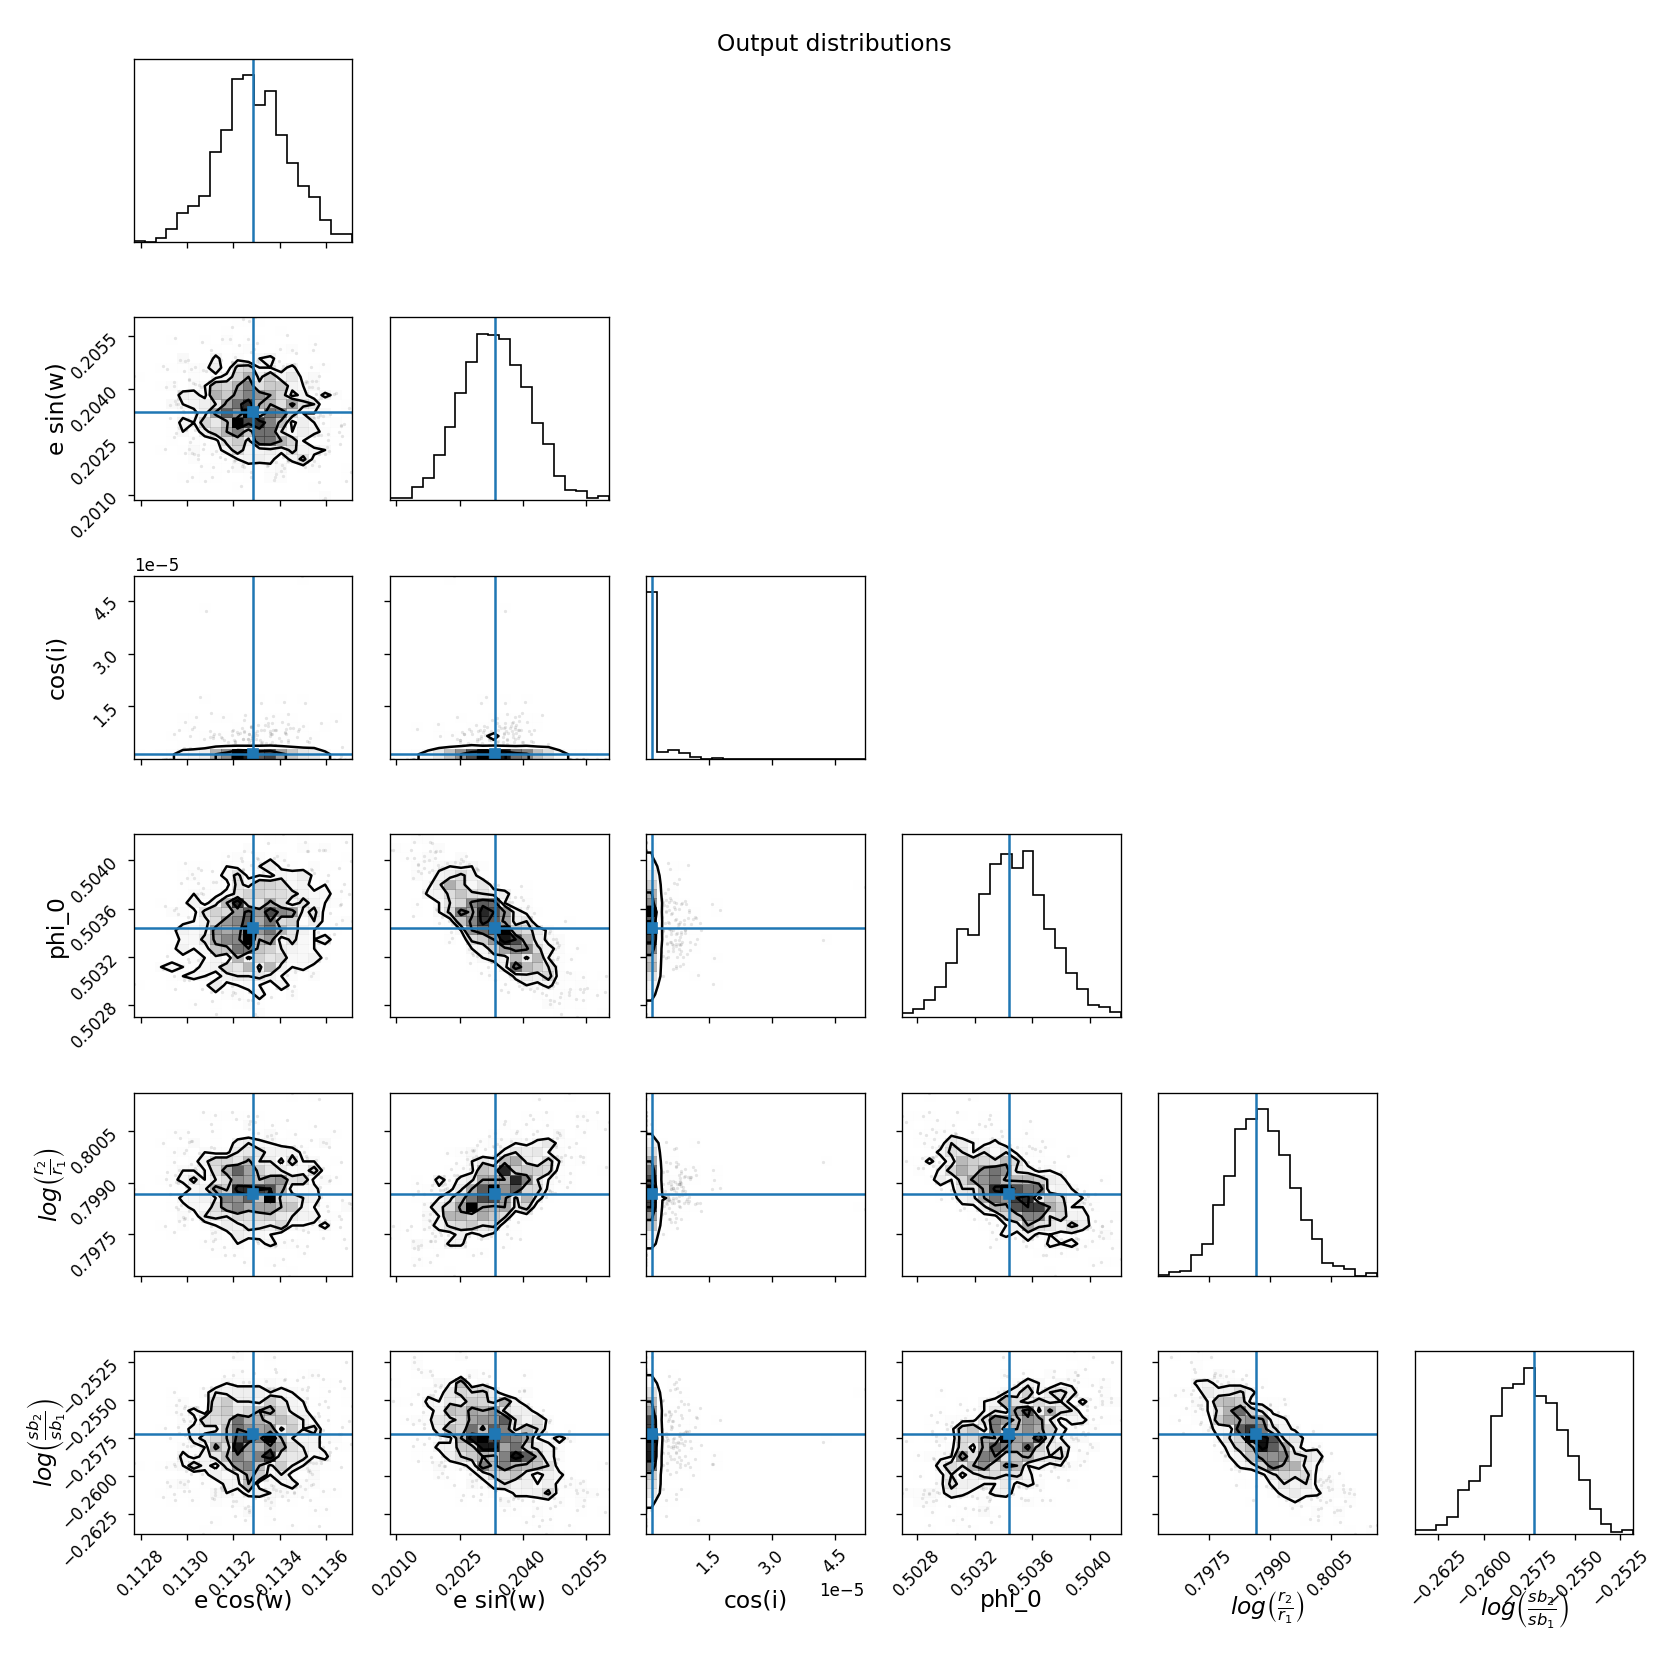 Output distributions
e sin(w)
0.2055
0.2040
0.2025
0.2010
1e−5
cos(i)
4.5
3.0
1.5
phi_0
0.5040
0.5036
0.5032
0.5028
log(r₂/r₁)
0.8005
0.7990
0.7975
log(sb₂/sb₁)
−0.2525
−0.2550
−0.2575
−0.2600
−0.2625
0.1128 0.1130 0.1132 0.1134 0.1136
0.2010 0.2025 0.2040 0.2055
1.5 3.0 4.5
1e−5
0.5028 0.5032 0.5036 0.5040
0.7975 0.7990 0.8005
−0.2625 −0.2600 −0.2575 −0.2550 −0.2525
e cos(w)
e sin(w)
cos(i)
phi_0
log(r₂/r₁)
log(sb₂/sb₁)